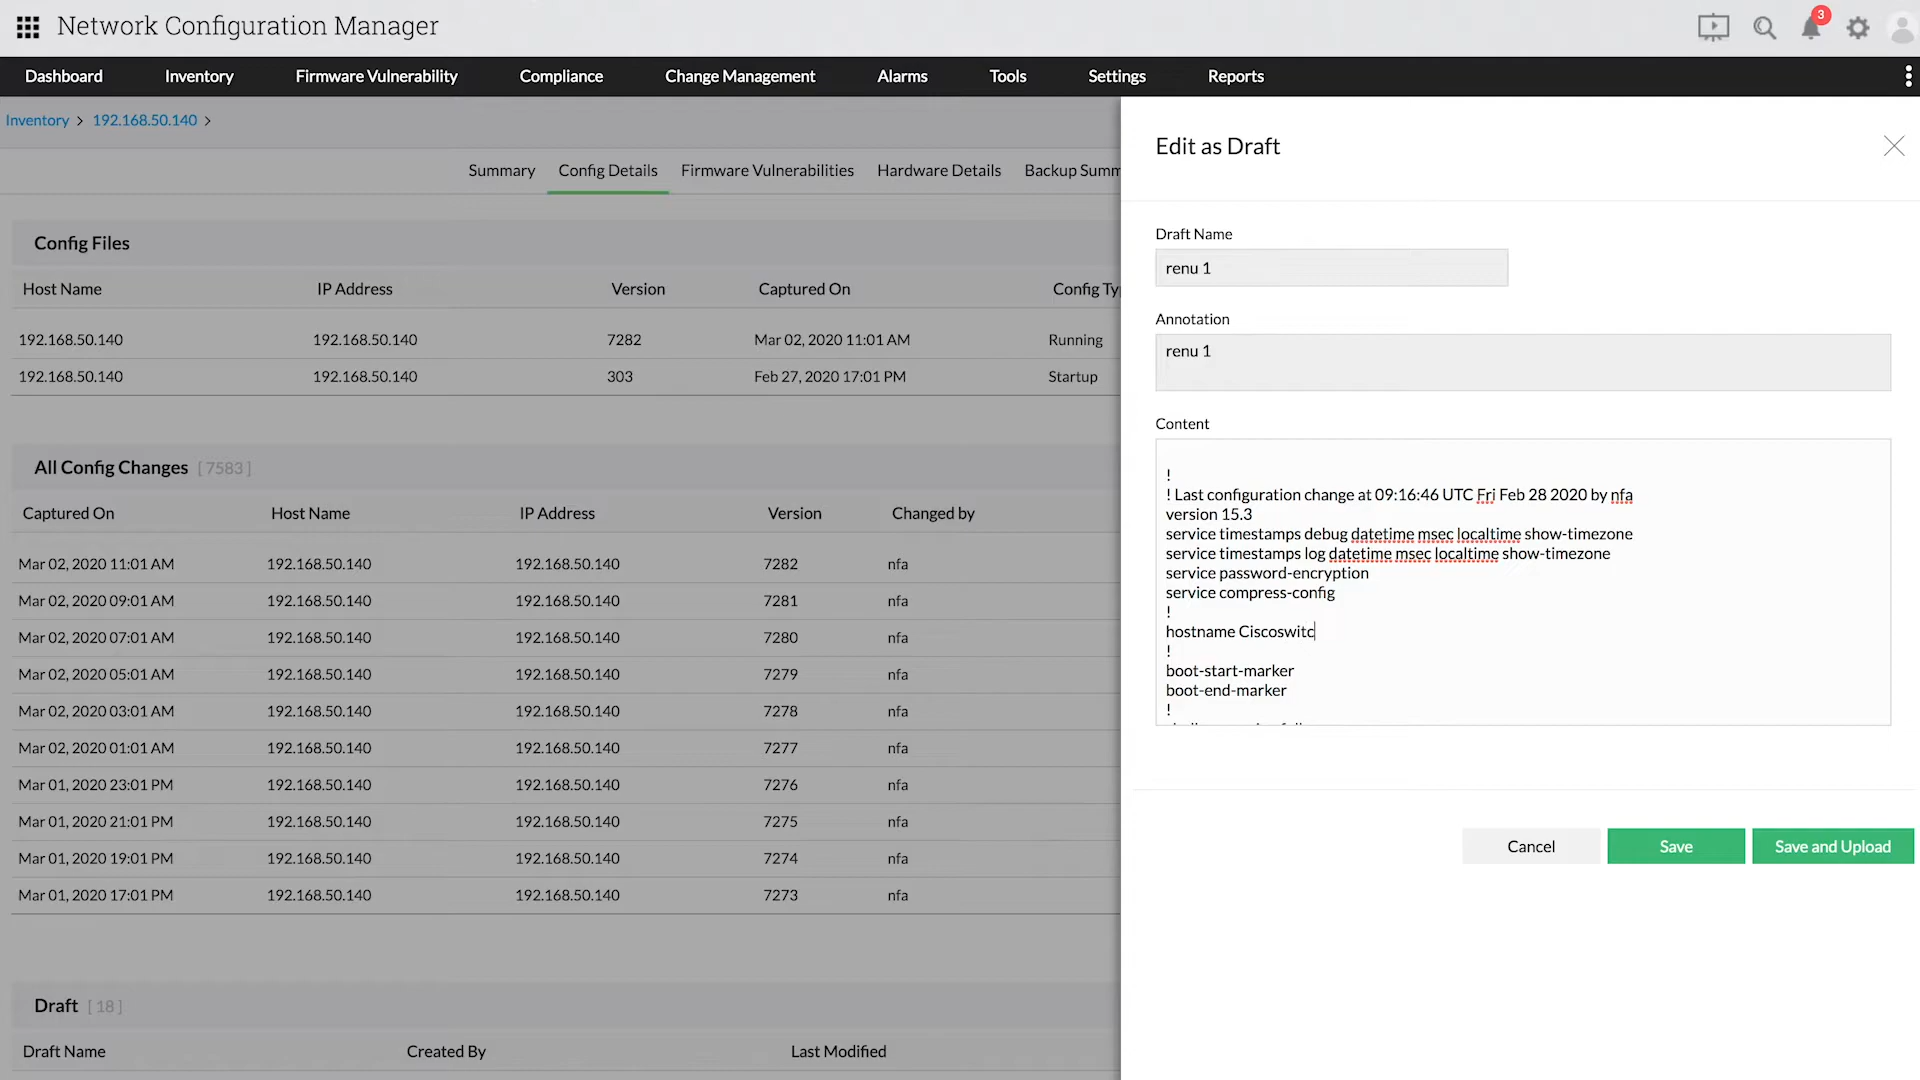 Network Configuration Manager
3
Dashboard Inventory Firmware Vulnerability Compliance Change Management Alarms Tools Settings Reports
Inventory > 192.168.50.140 >
Summary Config Details Firmware Vulnerabilities Hardware Details Backup Summ
Config Files
Host Name IP Address Version Captured On Config Ty
192.168.50.140 192.168.50.140 7282 Mar 02, 2020 11:01 AM Running
192.168.50.140 192.168.50.140 303 Feb 27, 2020 17:01 PM Startup
All Config Changes [ 7583 ]
Captured On Host Name IP Address Version Changed by
Mar 02, 2020 11:01 AM 192.168.50.140 192.168.50.140 7282 nfa
Mar 02, 2020 09:01 AM 192.168.50.140 192.168.50.140 7281 nfa
Mar 02, 2020 07:01 AM 192.168.50.140 192.168.50.140 7280 nfa
Mar 02, 2020 05:01 AM 192.168.50.140 192.168.50.140 7279 nfa
Mar 02, 2020 03:01 AM 192.168.50.140 192.168.50.140 7278 nfa
Mar 02, 2020 01:01 AM 192.168.50.140 192.168.50.140 7277 nfa
Mar 01, 2020 23:01 PM 192.168.50.140 192.168.50.140 7276 nfa
Mar 01, 2020 21:01 PM 192.168.50.140 192.168.50.140 7275 nfa
Mar 01, 2020 19:01 PM 192.168.50.140 192.168.50.140 7274 nfa
Mar 01, 2020 17:01 PM 192.168.50.140 192.168.50.140 7273 nfa
Draft [ 18 ]
Draft Name Created By Last Modified
Edit as Draft
Draft Name
renu 1
Annotation
renu 1
Content
!
! Last configuration change at 09:16:46 UTC Fri Feb 28 2020 by nfa
version 15.3
service timestamps debug datetime msec localtime show-timezone
service timestamps log datetime msec localtime show-timezone
service password-encryption
service compress-config
!
hostname Ciscoswitc
!
boot-start-marker
boot-end-marker
!
Cancel Save Save and Upload